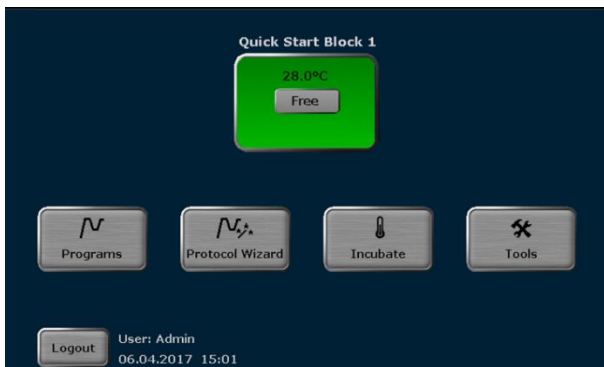 Quick Start Block 1
28.0ºC
Free
Programs
Protocol Wizard
Incubate
Tools
Logout
User: Admin
06.04.2017 15:01